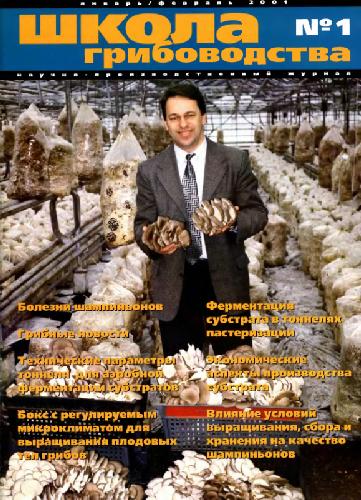 январь/февраль 2001
школа
№1
грибоводства
научно-производственный журнал
Болезни шампиньонов
Грибные новости
Технические параметры
тоннеля для аэробной
ферментации субстратов
Бокс с регулируемым
микроклиматом для
выращивания плодовых
тел грибов
Ферментация
субстрата в тоннелях
пастеризации
Экономические
аспекты производства
субстрата
Влияние условий
выращивания, сбора и
хранения на качество
шампиньонов